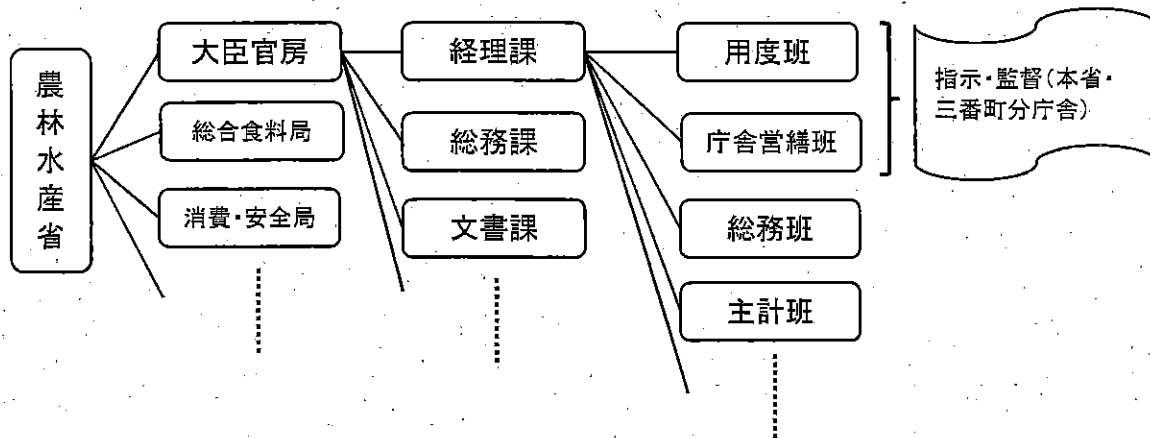 農林水産省
大臣官房
総合食料局
消費・安全局
経理課
総務課
文書課
用度班
庁舎営繕班
総務班
主計班
指示・監督(本省・
三番町分庁舎)